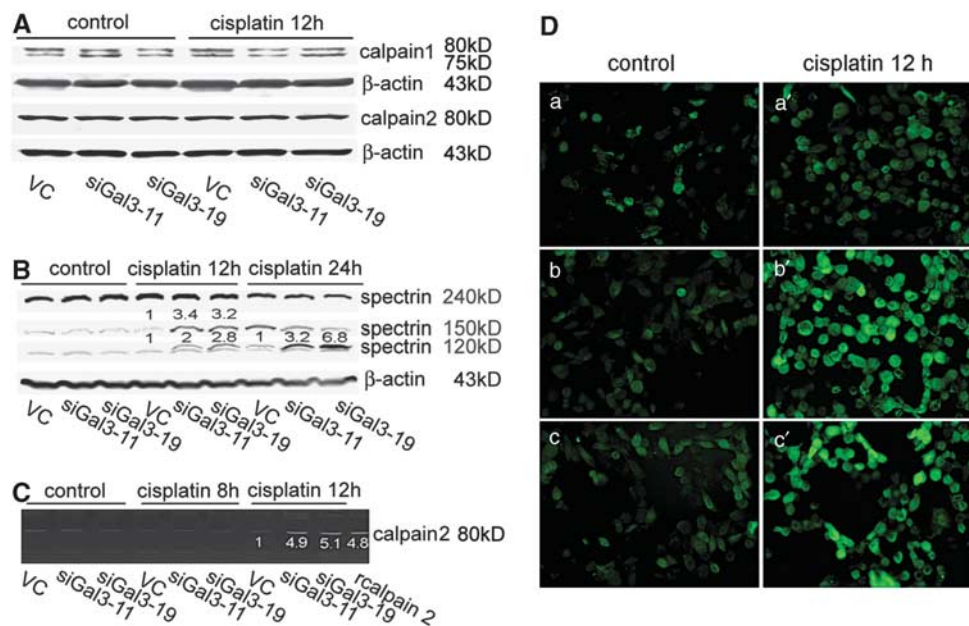 A
control cisplatin 12h
calpain1 80kD
75kD
β-actin 43kD
calpain2 80kD
β-actin 43kD
VC siGal3-11 siGal3-19 VC siGal3-11 siGal3-19
B
control cisplatin 12h cisplatin 24h
spectrin 240kD
1 3.4 3.2
spectrin 150kD
1 2 2.8 1 3.2 6.8
spectrin 120kD
β-actin 43kD
VC siGal3-11 siGal3-19 VC siGal3-11 siGal3-19 VC siGal3-11 siGal3-19
C
control cisplatin 8h cisplatin 12h
calpain2 80kD
1 4.9 5.1 4.8
VC siGal3-11 siGal3-19 VC siGal3-11 siGal3-19 VC siGal3-11 siGal3-19 rcalpain 2
D
control cisplatin 12 h
a a′
b b′
c c′